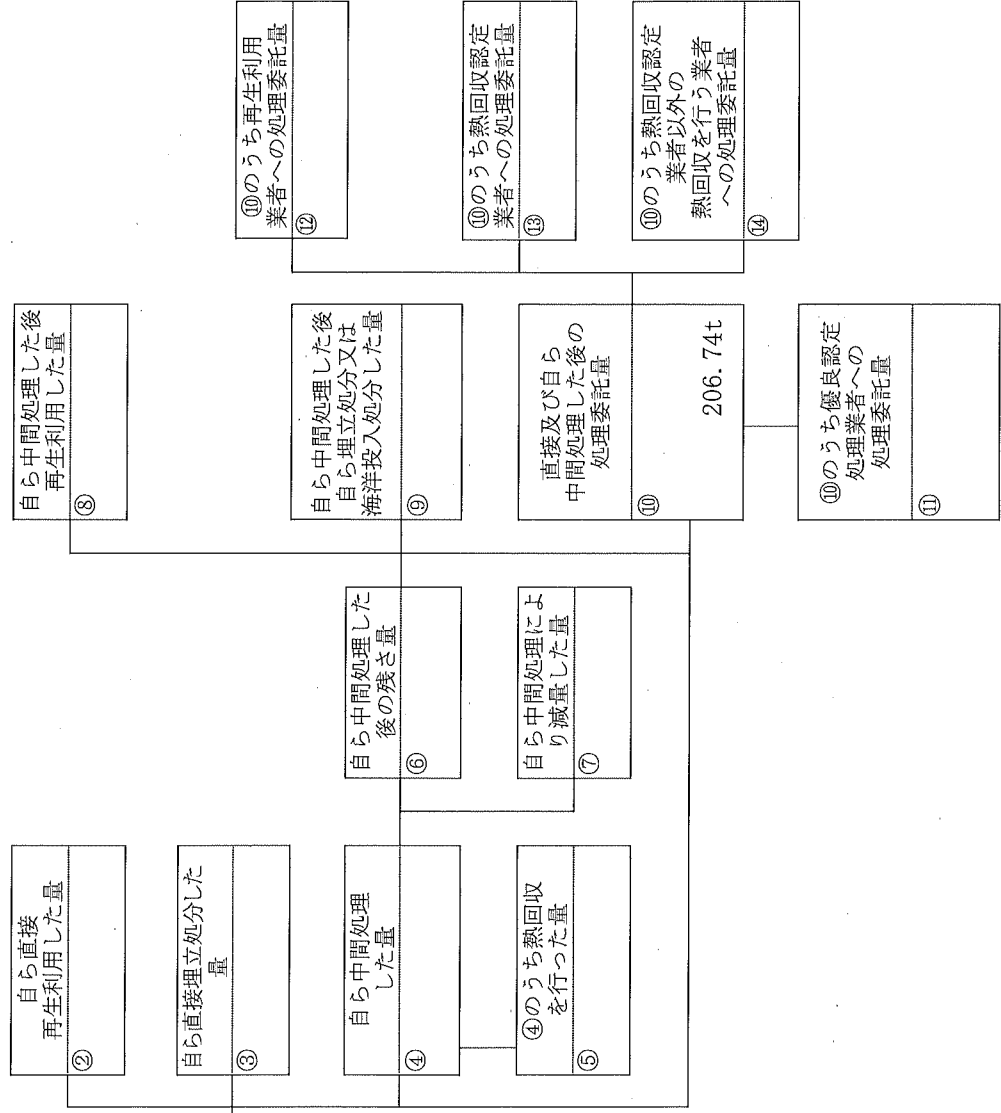 自ら直接
再生利用した量
②
自ら直接埋立処分した
量
③
自ら中間処理
した量
④
④のうち熱回収
を行った量
⑤
自ら中間処理した
後の残さ量
⑥
自ら中間処理によ
り減量した量
⑦
自ら中間処理した後
再生利用した量
⑧
自ら中間処理した後
自ら埋立処分又は
海洋投入処分した量
⑨
直接及び自ら
中間処理した後の
処理委託量
⑩
206.74t
⑩のうち優良認定
処理業者への
処理委託量
⑪
⑩のうち再生利用
業者への処理委託量
⑫
⑩のうち熱回収認定
業者への処理委託量
⑬
⑩のうち熱回収認定
業者以外の
熱回収を行う業者
への処理委託量
⑭